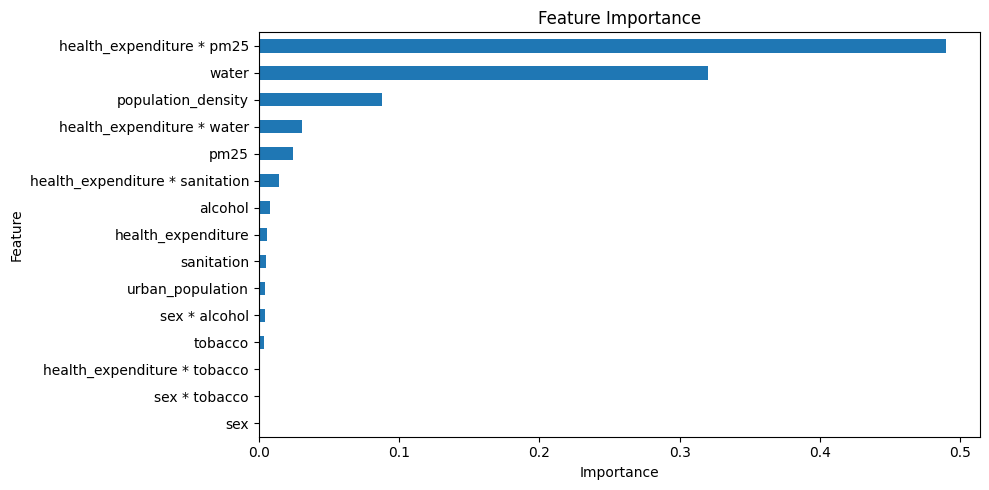 Feature Importance
health_expenditure * pm25
water
population_density
health_expenditure * water
pm25
health_expenditure * sanitation
alcohol
health_expenditure
sanitation
urban_population
sex * alcohol
tobacco
health_expenditure * tobacco
sex * tobacco
sex
Feature
0.0 0.1 0.2 0.3 0.4 0.5
Importance